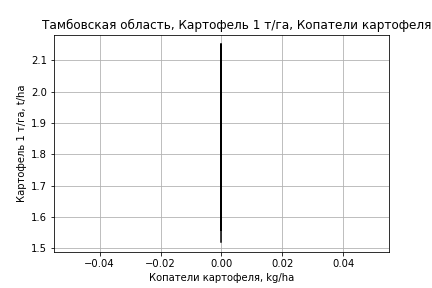 Тамбовская область, Картофель 1 т/га, Копатели картофеля
2.1
2.0
1.9
1.8
1.7
1.6
1.5
Картофель 1 т/га, t/ha
−0.04 −0.02 0.00 0.02 0.04
Копатели картофеля, kg/ha